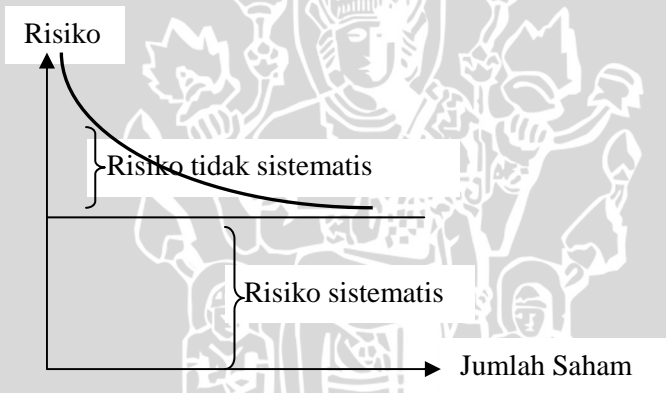 Risiko
Risiko tidak sistematis
Risiko sistematis
Jumlah Saham